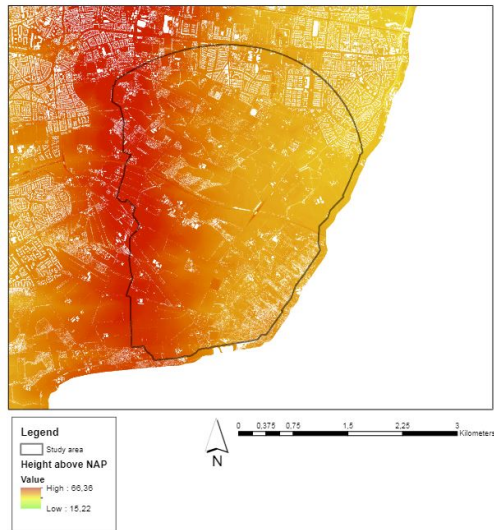 Legend
Study area
Height above NAP
Value
High : 66,36
Low : 15,22
N
0 0,375 0,75 1,5 2,25 3
Kilometers